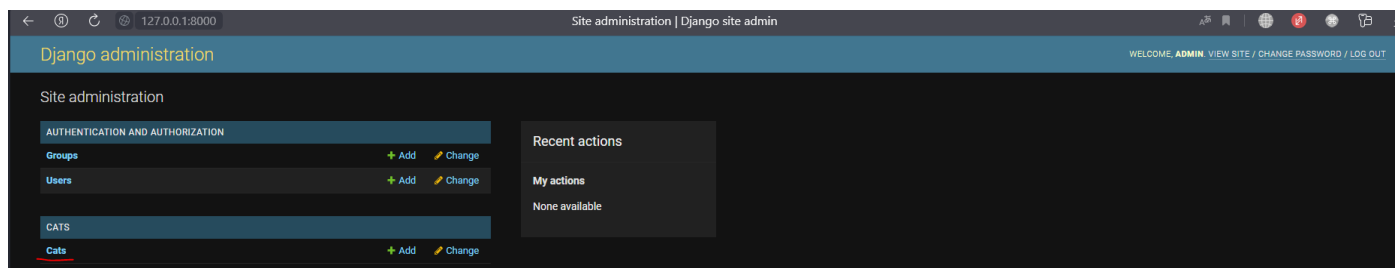 127.0.0.1:8000 Site administration | Django site admin
Django administration
WELCOME, ADMIN. VIEW SITE / CHANGE PASSWORD / LOG OUT
Site administration
AUTHENTICATION AND AUTHORIZATION
Groups + Add Change
Users + Add Change
CATS
Cats + Add Change
Recent actions
My actions
None available